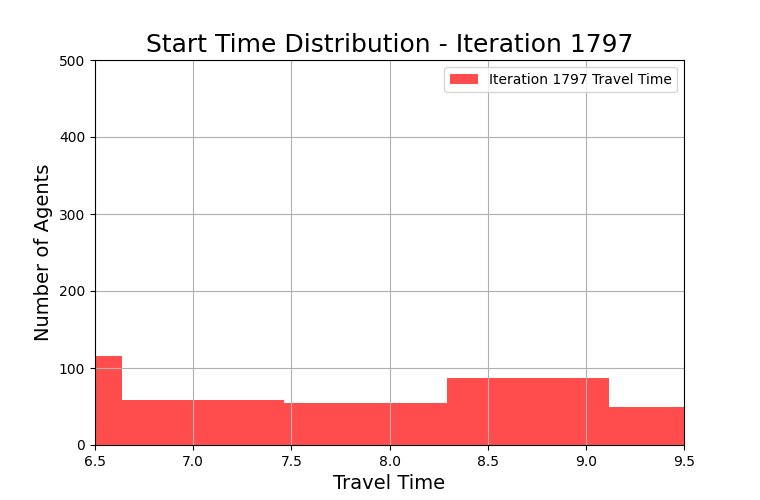 Start Time Distribution - Iteration 1797
Iteration 1797 Travel Time
Number of Agents
500
400
300
200
100
0
6.5 7.0 7.5 8.0 8.5 9.0 9.5
Travel Time